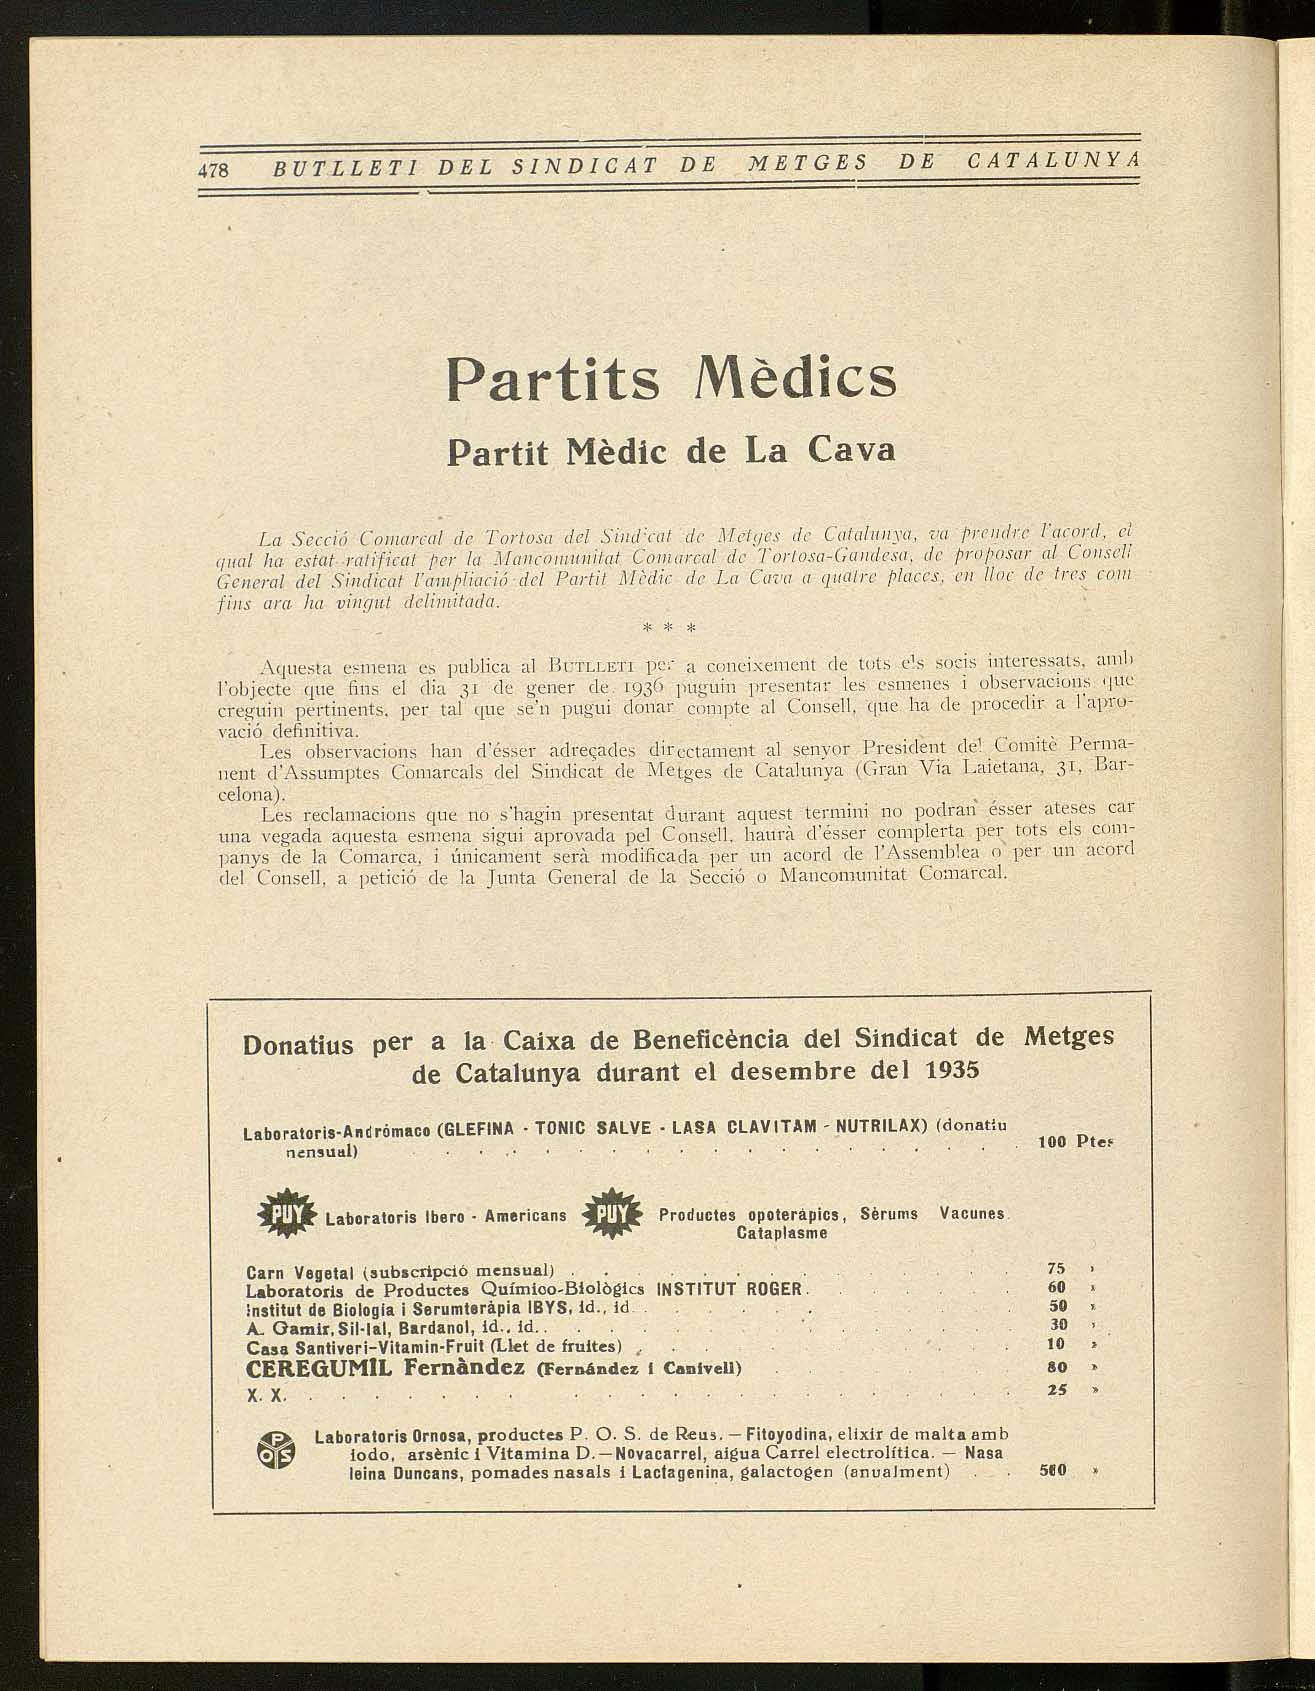 478 BUTLLETI DEL SINDICAT DE METGES DE CATALUNYA
Partits Mèdics
Partit Mèdic de La Cava
La Secció Comarcal de Tortosa del Sind'cat de Metges de Catalunya, va prendre l'acord, el
qual ha estat ratificat per la Mancomunitat Comarcal de Tortosa-Gandesa, de proposar al Consell
General del Sindicat l'ampliació del Partit Mèdic de La Cava a quatre places, en lloc de tres com
fins ara ha vingut delimitada.
* * *
Aquesta esmena es publica al BUTLLETI per a coneixement de tots els socis interessats, amb
l'objecte que fins el dia 31 de gener de 1936 puguin presentar les esmenes i observacions que
creguin pertinents, per tal que se'n pugui donar compte al Consell, que ha de procedir a l'apro-
vació definitiva.
Les observacions han d'ésser adreçades directament al senyor President del Comitè Perma-
nent d'Assumptes Comarcals del Sindicat de Metges de Catalunya (Gran Via Laietana, 31, Bar-
celona).
Les reclamacions que no s'hagin presentat durant aquest termini no podran ésser ateses car
una vegada aquesta esmena sigui aprovada pel Consell, haurà d'ésser complerta per tots els com-
panys de la Comarca, i únicament serà modificada per un acord de l'Assemblea o per un acord
del Consell, a petició de la Junta General de la Secció o Mancomunitat Comarcal.
Donatius per a la Caixa de Beneficència del Sindicat de Metges
de Catalunya durant el desembre del 1935
Laboratoris-Andrómaco (GLEFINA - TONIC SALVE - LASA CLAVITAM - NUTRILAX) (donatiu
nensual) . . . . . . . . . . . . . . . . 100 Ptes
PUY Laboratoris Ibero - Americans PUY Productes opoteràpics, Sèrums Vacunes
Cataplasme
Carn Vegetal (subscripció mensual) . . . . . . . . . 75 »
Laboratoris de Productes Químico-Biològics INSTITUT ROGER . . . . . 60 »
Institut de Biologia i Serumteràpia IBYS, id., id. . . . . . . . . 50 »
A. Gamir, Sil-lal, Bardanol, id., id. . . . . . . . . . . 30 »
Casa Santiveri-Vitamin-Fruit (Llet de fruites) . . . . . . . . 10 »
CEREGUMIL Fernàndez (Fernández i Canivell) . . . . . . 80 »
X. X. . . . . . . . . . . . . . . . . 25 »
POS Laboratoris Ornosa, productes P. O. S. de Reus. — Fitoyodina, elixir de malta amb
iodo, arsènic i Vitamina D. — Novacarrel, aigua Carrel electrolítica. — Nasa
leina Duncans, pomades nasals i Lactagenina, galactogen (anualment) . . 500 »